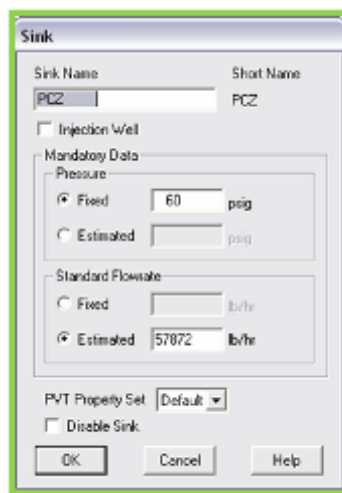 Sink
Sink Name Short Name
PCZ PCZ
Injection Well
Mandatory Data
Pressure
Fixed 60 psig
Estimated psig
Standard Flowrate
Fixed lb/hr
Estimated 57872 lb/hr
PVT Property Set Default
Disable Sink
OK Cancel Help